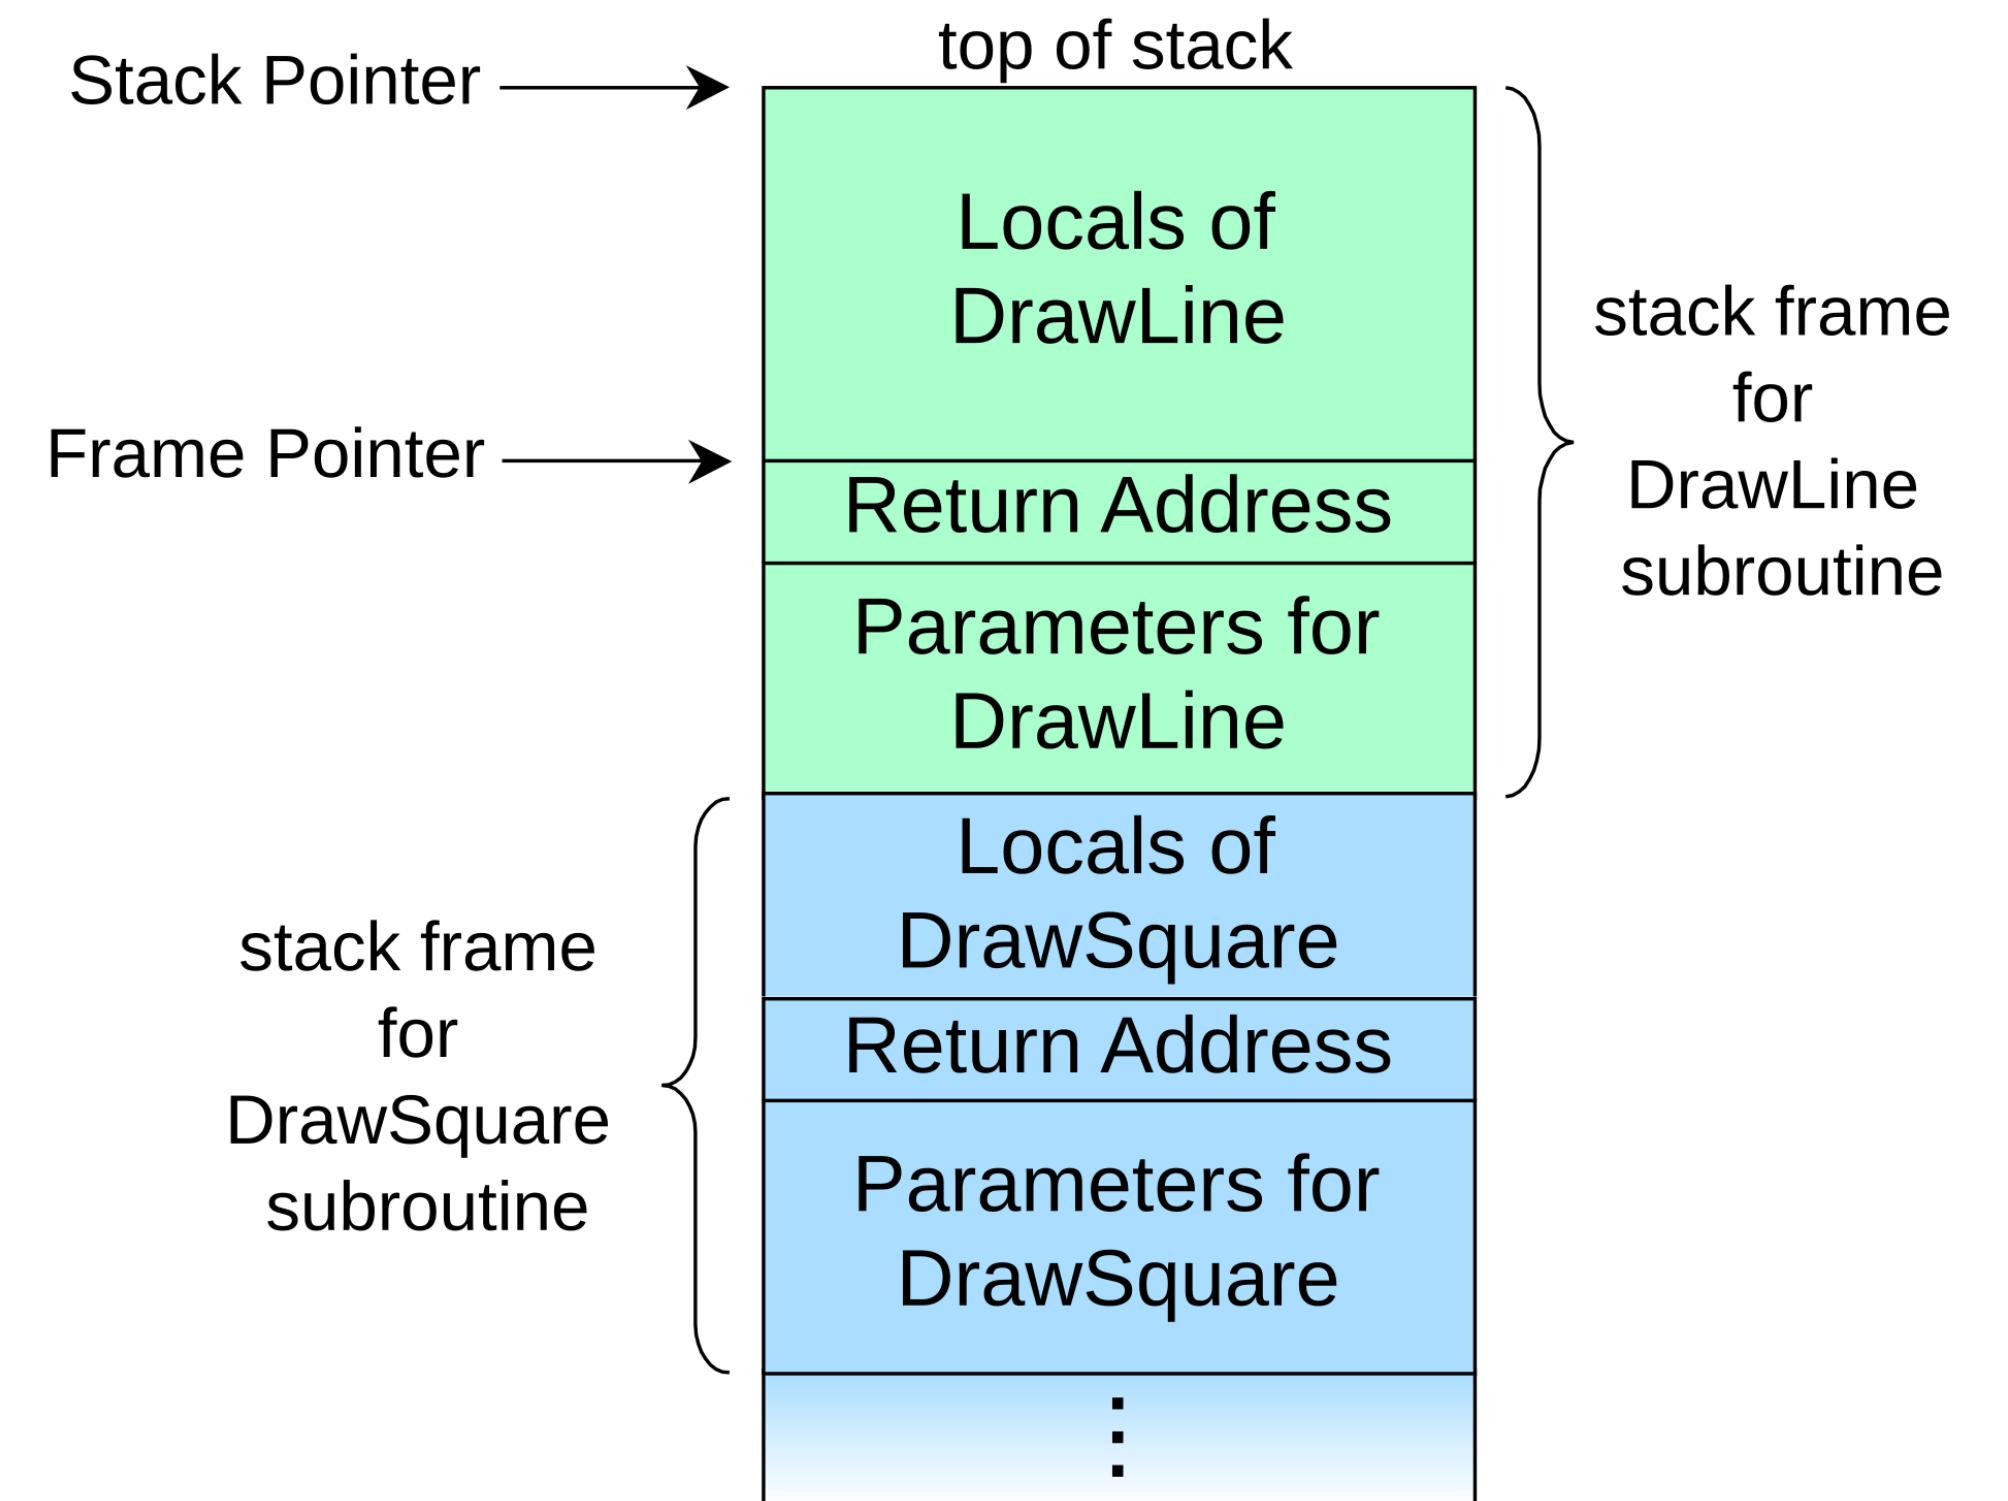 top of stack
Stack Pointer
Locals of
DrawLine
Frame Pointer
Return Address
Parameters for
DrawLine
stack frame
for
DrawLine
subroutine
Locals of
DrawSquare
Return Address
Parameters for
DrawSquare
stack frame
for
DrawSquare
subroutine
⋮